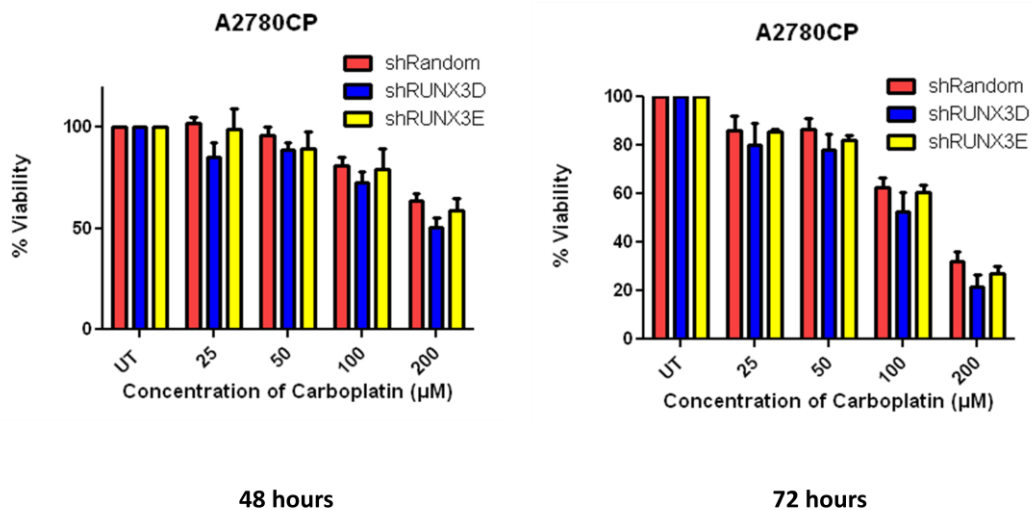 A2780CP
shRandom
shRUNX3D
shRUNX3E
% Viability
100
50
0
UT
25
50
100
200
Concentration of Carboplatin (µM)
48 hours
A2780CP
shRandom
shRUNX3D
shRUNX3E
% Viability
100
80
60
40
20
0
UT
25
50
100
200
Concentration of Carboplatin (µM)
72 hours